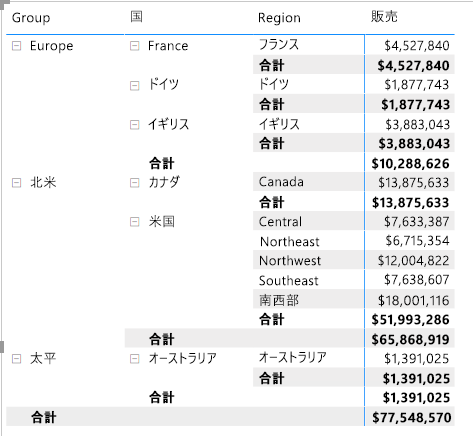 Group 国 Region 販売
Europe France フランス $4,527,840
合計 $4,527,840
ドイツ ドイツ $1,877,743
合計 $1,877,743
イギリス イギリス $3,883,043
合計 $3,883,043
合計 $10,288,626
北米 カナダ Canada $13,875,633
合計 $13,875,633
米国 Central $7,633,387
Northeast $6,715,354
Northwest $12,004,822
Southeast $7,638,607
南西部 $18,001,116
合計 $51,993,286
合計 $65,868,919
太平 オーストラリア オーストラリア $1,391,025
合計 $1,391,025
合計 $1,391,025
合計 $77,548,570